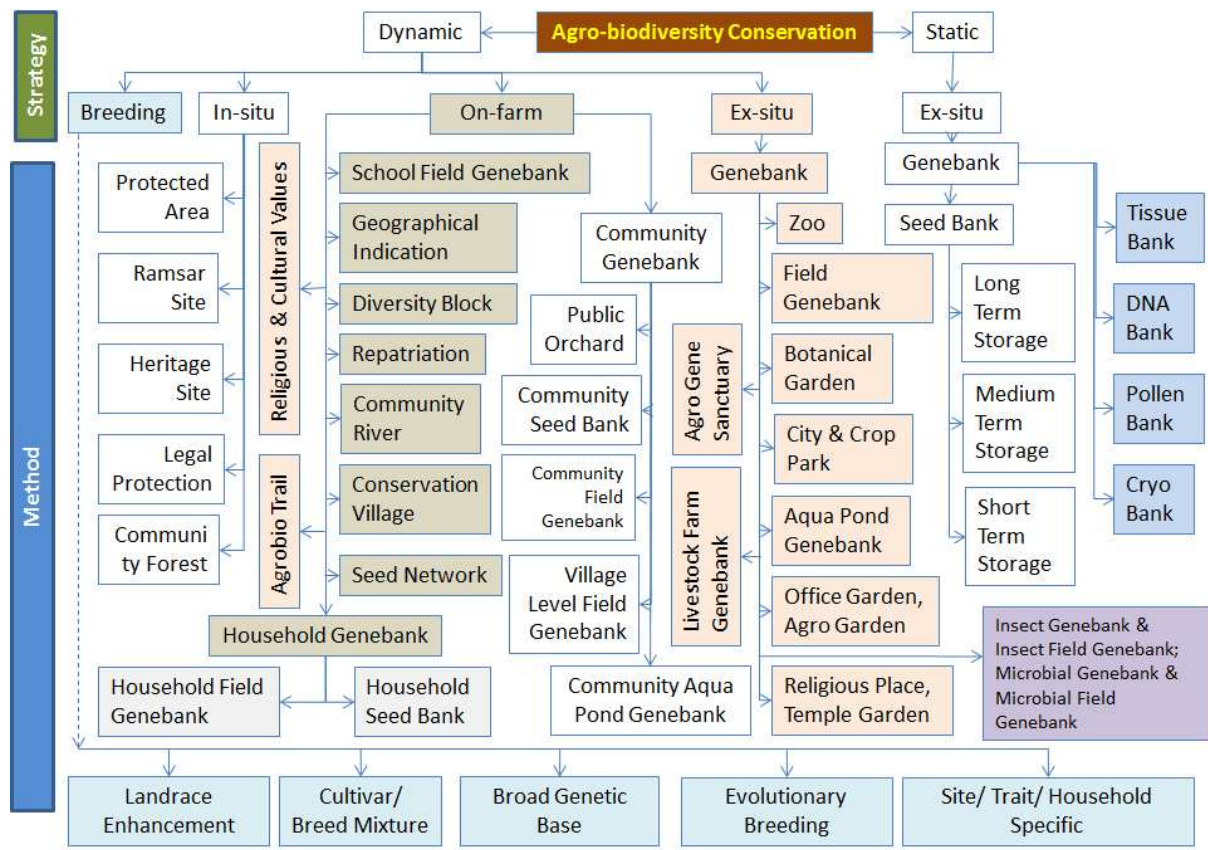 Strategy
Method
Agro-biodiversity Conservation
Dynamic
Static
Breeding
In-situ
On-farm
Ex-situ
Ex-situ
Protected
Area
Ramsar
Site
Heritage
Site
Legal
Protection
Communi
ty Forest
Religious & Cultural Values
Agrobio Trail
School Field Genebank
Geographical
Indication
Diversity Block
Repatriation
Community
River
Conservation
Village
Seed Network
Household Genebank
Household Field
Genebank
Household
Seed Bank
Community
Genebank
Public
Orchard
Community
Seed Bank
Community
Field
Genebank
Village
Level Field
Genebank
Community Aqua
Pond Genebank
Genebank
Agro Gene
Sanctuary
Livestock Farm
Genebank
Zoo
Field
Genebank
Botanical
Garden
City & Crop
Park
Aqua Pond
Genebank
Office Garden,
Agro Garden
Religious Place,
Temple Garden
Insect Genebank &
Insect Field Genebank;
Microbial Genebank &
Microbial Field
Genebank
Genebank
Seed Bank
Long
Term
Storage
Medium
Term
Storage
Short
Term
Storage
Tissue
Bank
DNA
Bank
Pollen
Bank
Cryo
Bank
Landrace
Enhancement
Cultivar/
Breed Mixture
Broad Genetic
Base
Evolutionary
Breeding
Site/ Trait/ Household
Specific